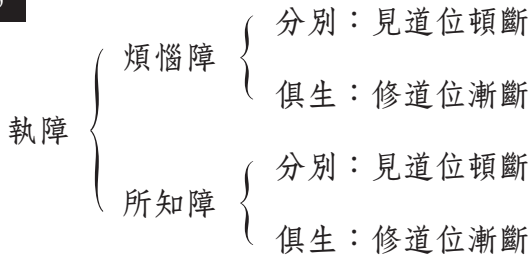 執障
煩惱障
分別：見道位頓斷
俱生：修道位漸斷
所知障
分別：見道位頓斷
俱生：修道位漸斷